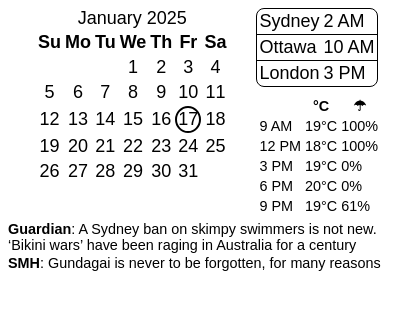 January 2025
Su Mo Tu We Th Fr Sa
1 2 3 4
5 6 7 8 9 10 11
12 13 14 15 16 17 18
19 20 21 22 23 24 25
26 27 28 29 30 31
Sydney 2 AM
Ottawa 10 AM
London 3 PM
°C ☂
9 AM 19°C 100%
12 PM 18°C 100%
3 PM 19°C 0%
6 PM 20°C 0%
9 PM 19°C 61%
Guardian: A Sydney ban on skimpy swimmers is not new.
‘Bikini wars’ have been raging in Australia for a century
SMH: Gundagai is never to be forgotten, for many reasons